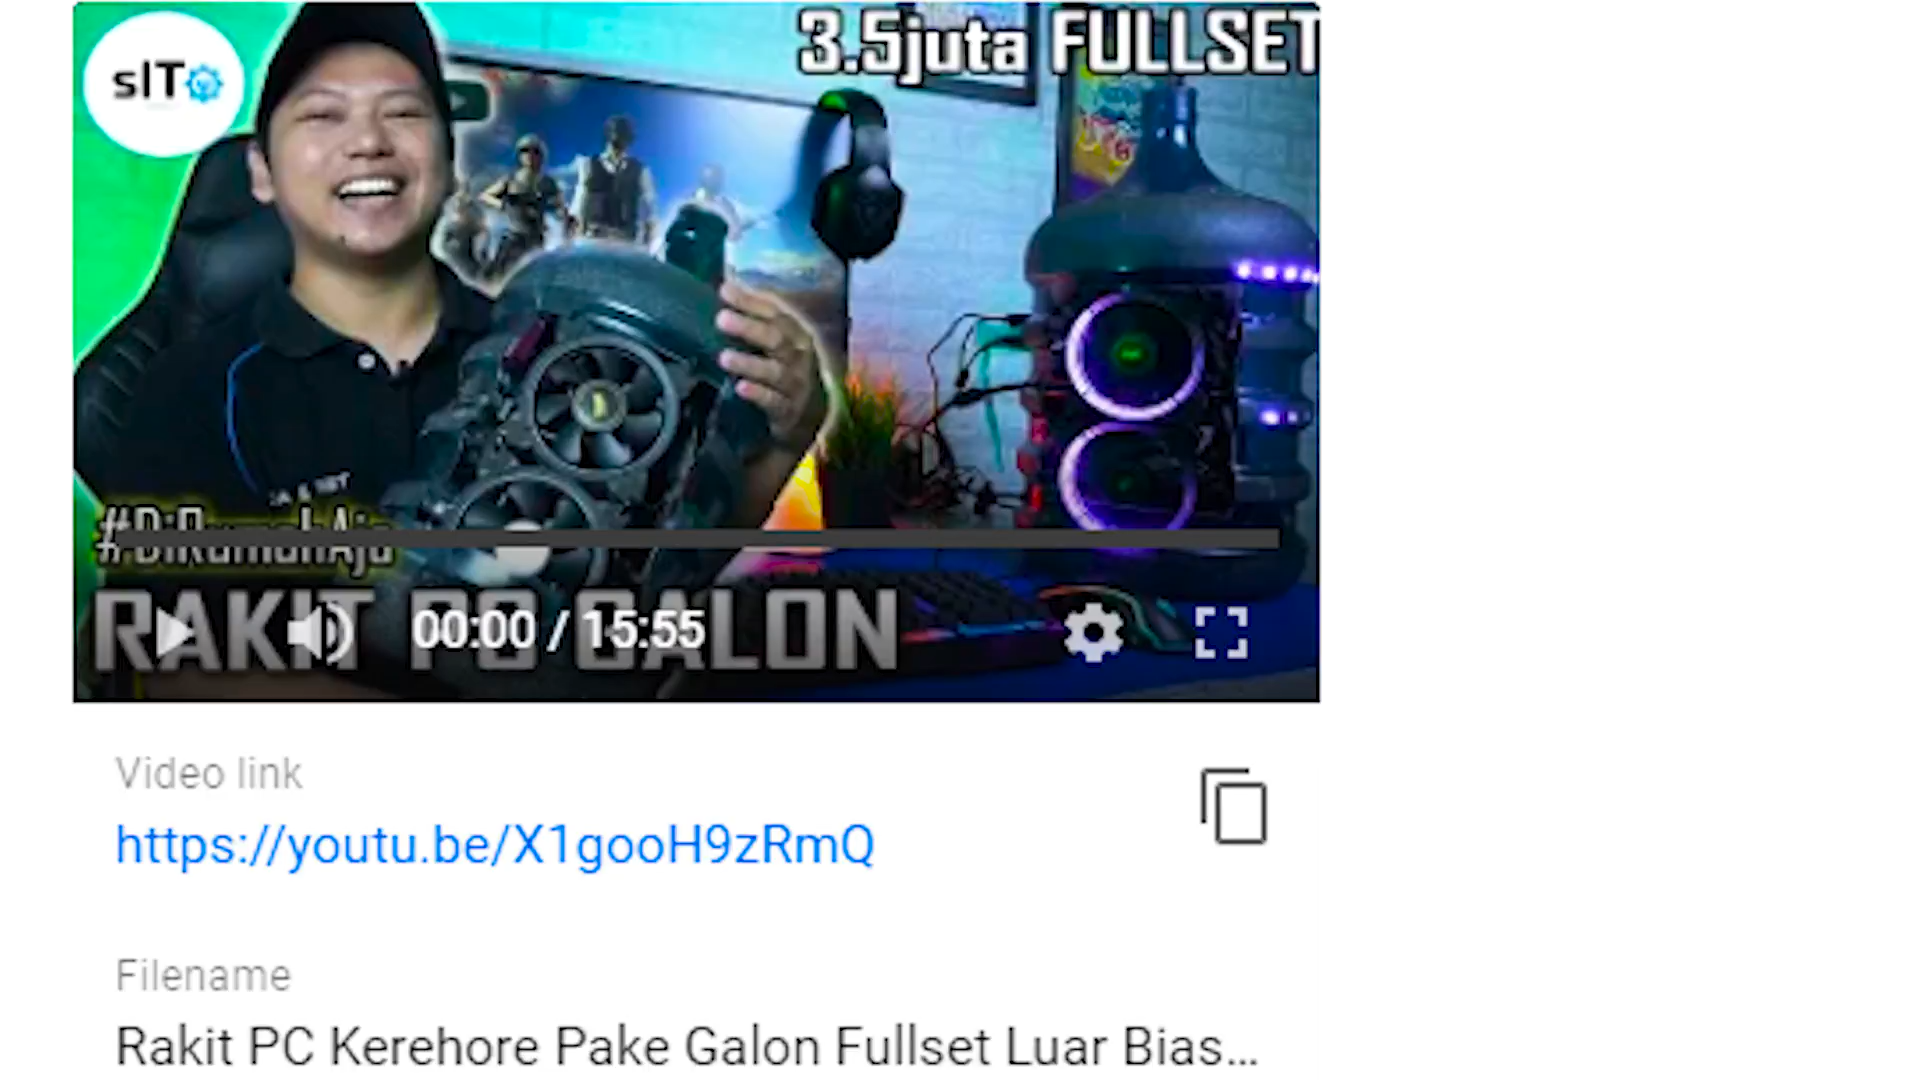 sIT
3.5juta FULLSET
#DiRumahAja
RAKIT PC GALON
00:00 / 15:55
Video link
https://youtu.be/X1gooH9zRmQ
Filename
Rakit PC Kerehore Pake Galon Fullset Luar Bias...